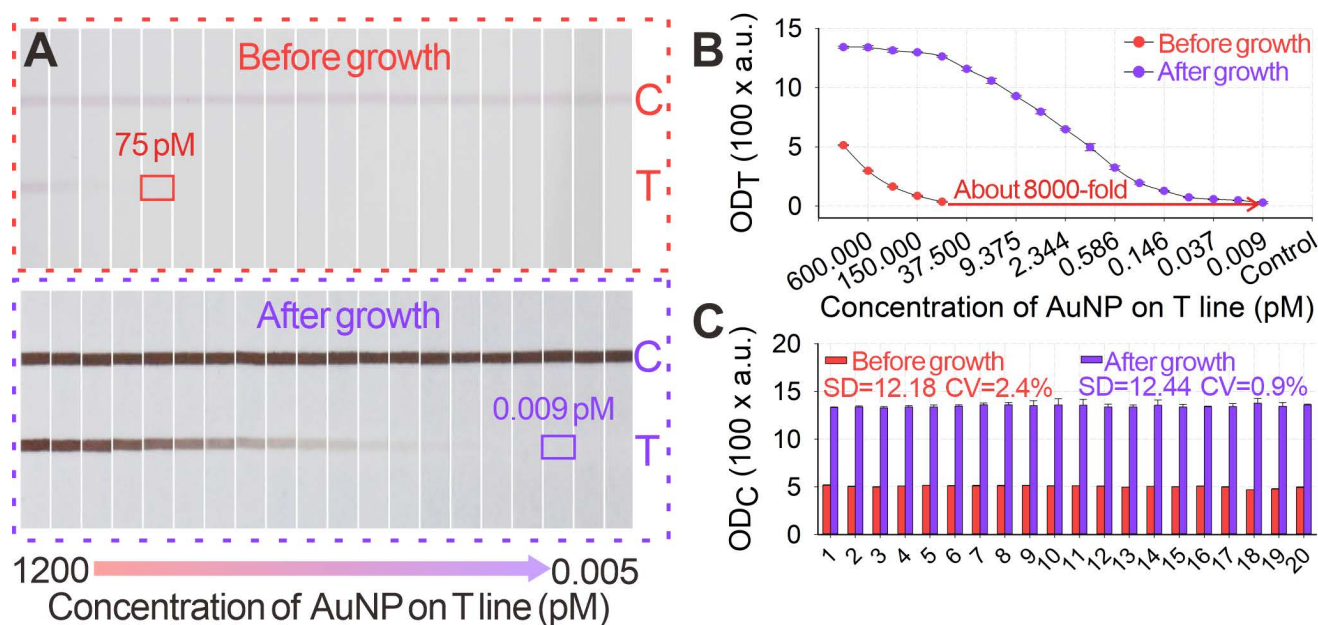 A
Before growth
C
75 pM
T
After growth
C
0.009 pM
T
1200
0.005
Concentration of AuNP on T line (pM)
B
15
10
5
0
ODT (100 x a.u.)
Before growth
After growth
About 8000-fold
600.000
150.000
37.500
9.375
2.344
0.586
0.146
0.037
0.009
Control
Concentration of AuNP on T line (pM)
C
20
15
10
5
0
ODC (100 x a.u.)
Before growth
SD=12.18 CV=2.4%
After growth
SD=12.44 CV=0.9%
1 2 3 4 5 6 7 8 9 10 11 12 13 14 15 16 17 18 19 20